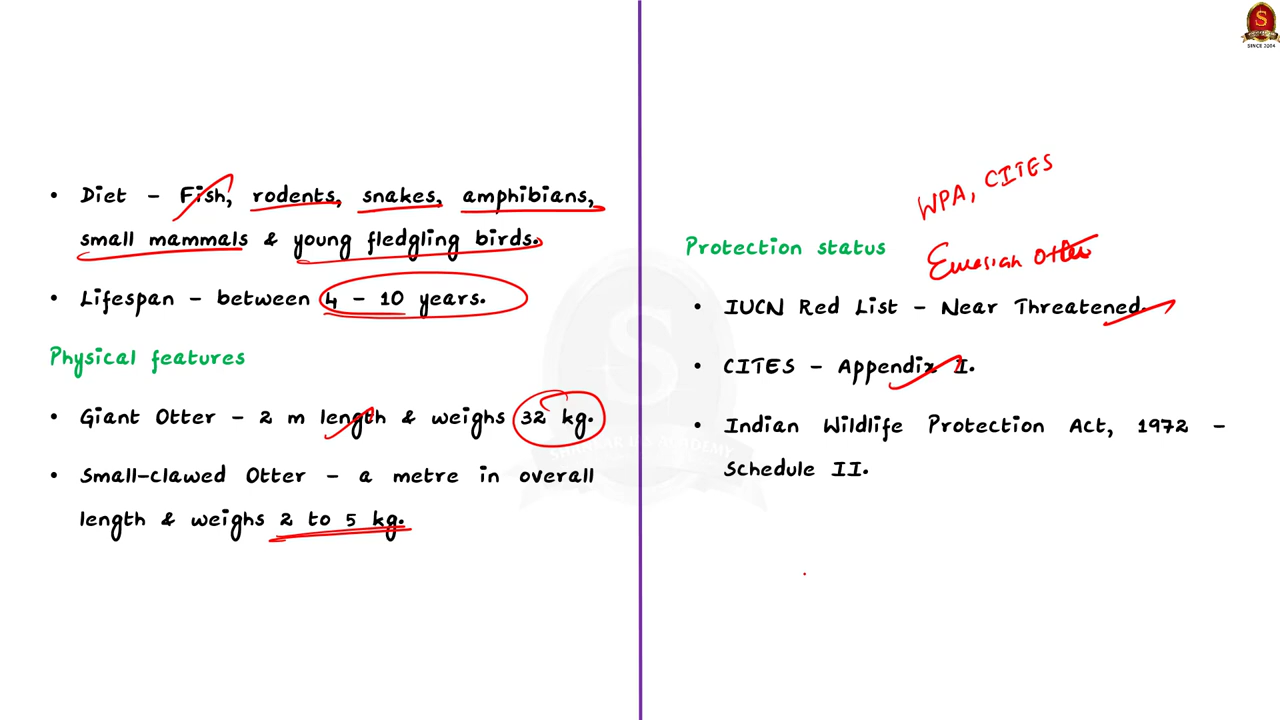 • Diet – Fish, rodents, snakes, amphibians,
small mammals & young fledgling birds.
• Lifespan – between 4 – 10 years.
Physical features
• Giant Otter – 2 m length & weighs 32 kg.
• Small-clawed Otter – a metre in overall
length & weighs 2 to 5 kg.
WPA, CITES
Protection status
Eurasian Otter
• IUCN Red List – Near Threatened.
• CITES – Appendix I.
• Indian Wildlife Protection Act, 1972 –
Schedule II.
S
SINCE 2004